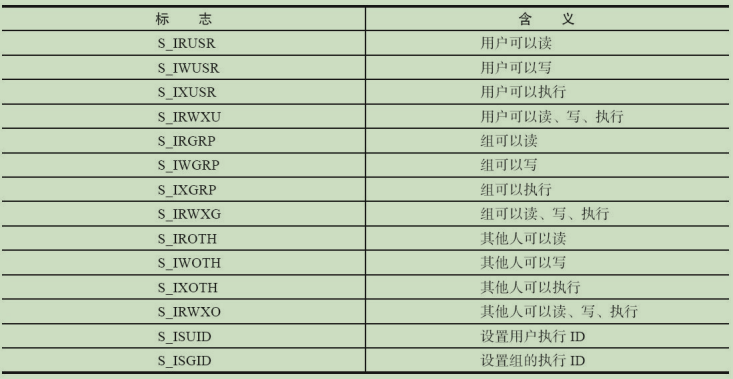 标 志 含 义
S_IRUSR 用户可以读
S_IWUSR 用户可以写
S_IXUSR 用户可以执行
S_IRWXU 用户可以读、写、执行
S_IRGRP 组可以读
S_IWGRP 组可以写
S_IXGRP 组可以执行
S_IRWXG 组可以读、写、执行
S_IROTH 其他人可以读
S_IWOTH 其他人可以写
S_IXOTH 其他人可以执行
S_IRWXO 其他人可以读、写、执行
S_ISUID 设置用户执行 ID
S_ISGID 设置组的执行 ID